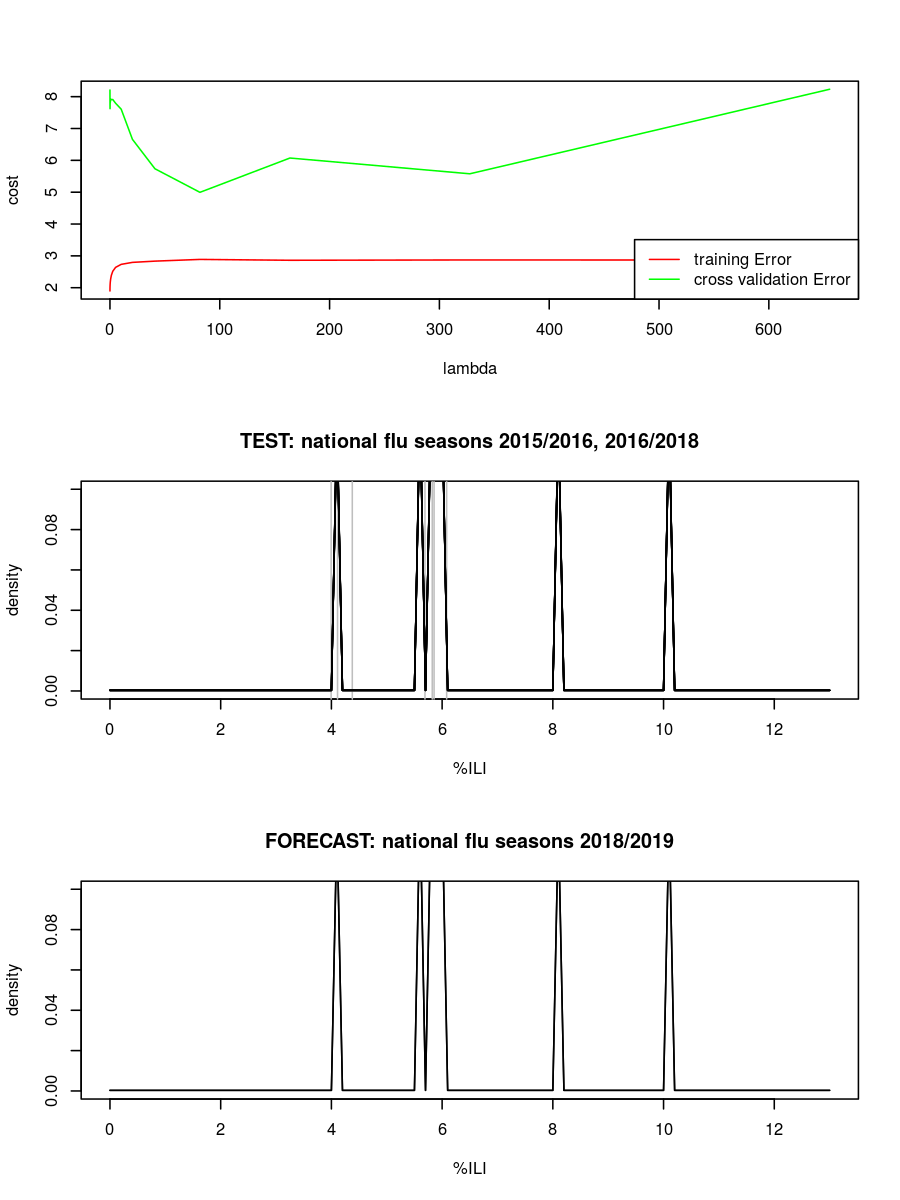 8
7
6
5
4
3
2
cost
training Error
cross validation Error
0 100 200 300 400 500 600
lambda
TEST: national flu seasons 2015/2016, 2016/2018
0.08
0.04
0.00
density
0 2 4 6 8 10 12
%ILI
FORECAST: national flu seasons 2018/2019
0.08
0.04
0.00
density
0 2 4 6 8 10 12
%ILI